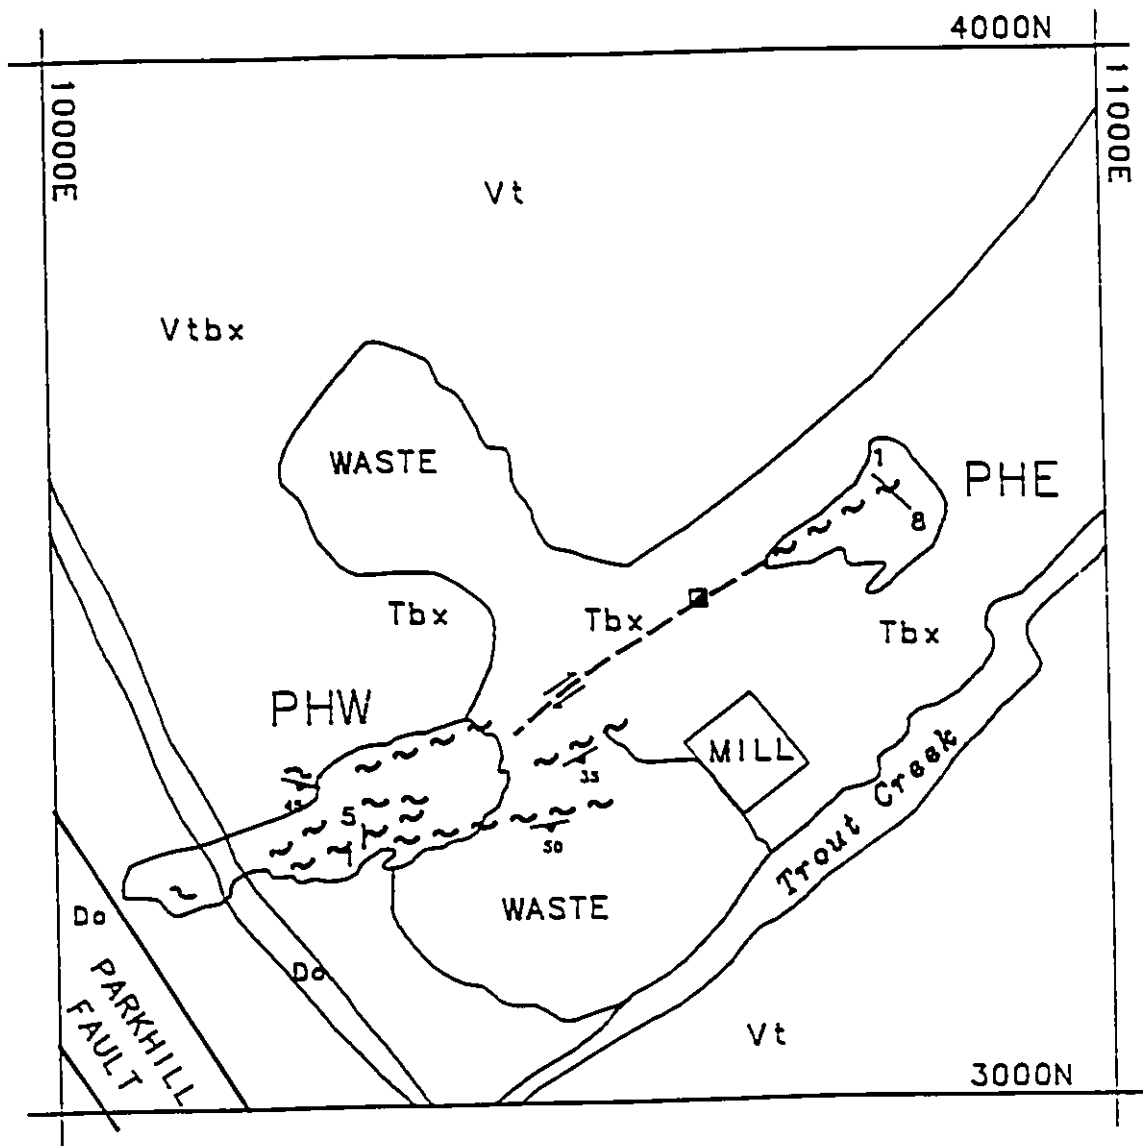 4000N
10000E
11000E
Vt
Vtbx
WASTE
1
PHE
8
Tbx
Tbx
Tbx
PHW
MILL
45
33
5
50
Trout Creek
WASTE
Do
Do
PARKHILL
FAULT
Vt
3000N